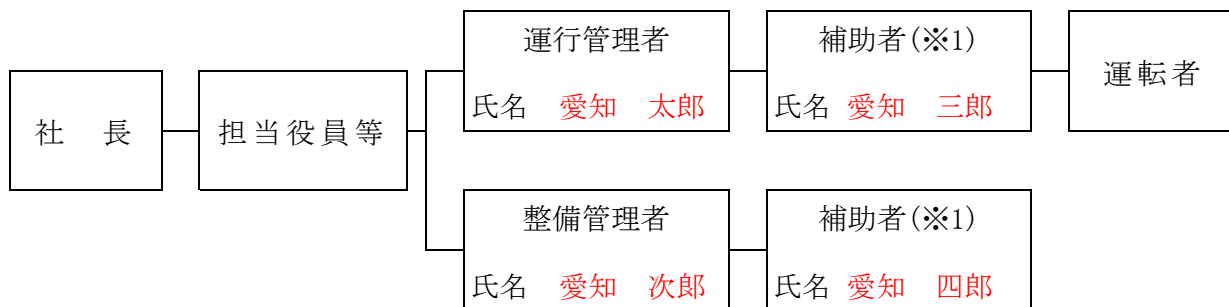 社　長
担当役員等
運行管理者
氏名　愛知　太郎
補助者(※1)
氏名 愛知　三郎
運転者
整備管理者
氏名　愛知　次郎
補助者(※1)
氏名 愛知　四郎